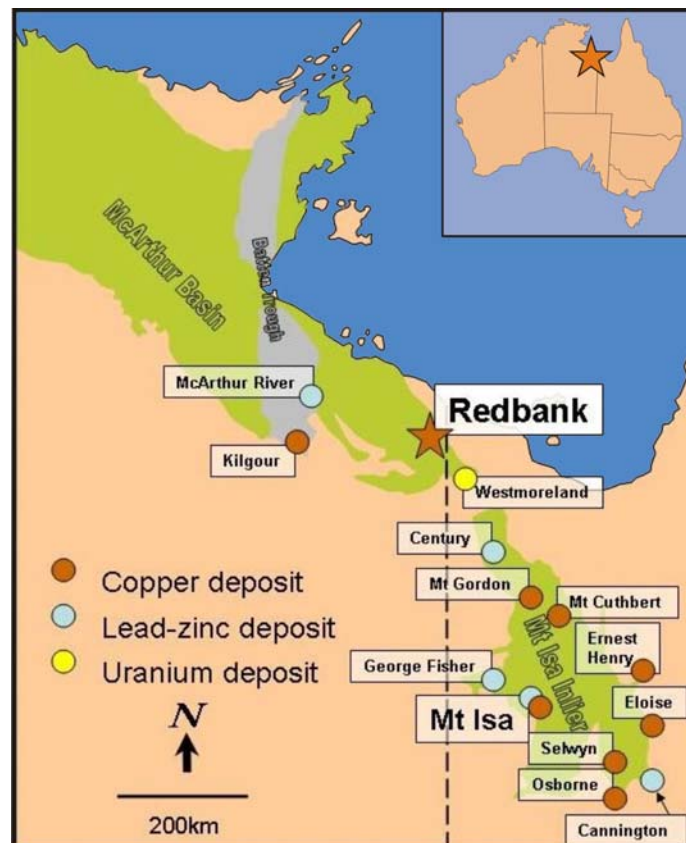 McArthur Basin
Batten Trough
McArthur River
Redbank
Kilgour
Westmoreland
Century
Mt Gordon
Mt Cuthbert
Ernest
Henry
Mt Isa Inlier
George Fisher
Eloise
Mt Isa
Selwyn
Osborne
Cannington
Copper deposit
Lead-zinc deposit
Uranium deposit
N
200km